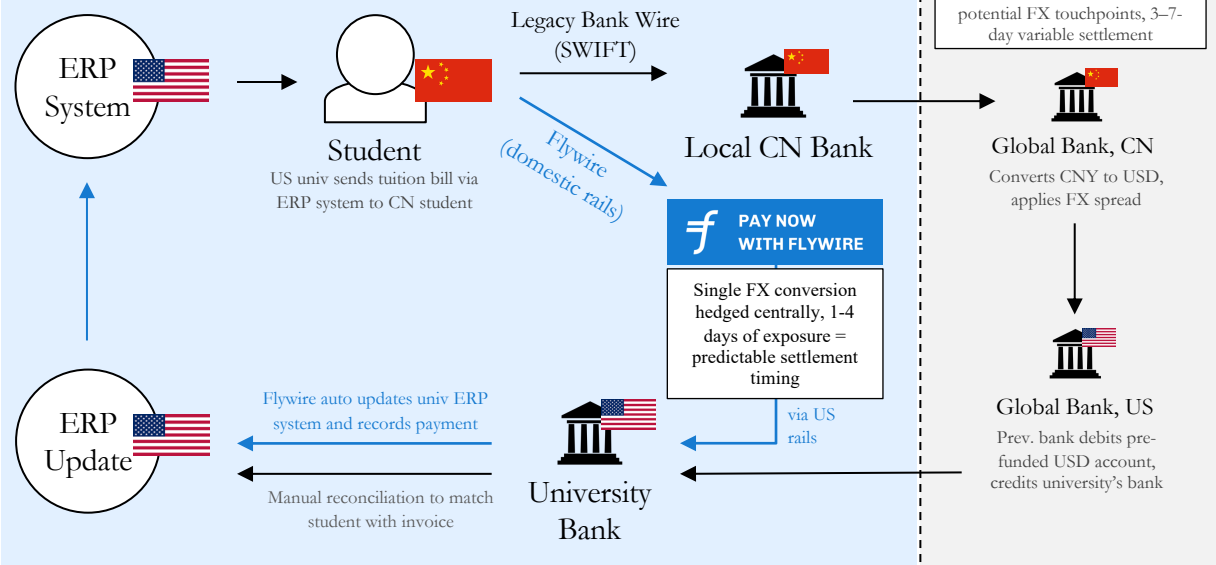 potential FX touchpoints, 3–7-
day variable settlement
Legacy Bank Wire
(SWIFT)
ERP
System
Student
US univ sends tuition bill via
ERP system to CN student
Flywire
(domestic rails)
Local CN Bank
Global Bank, CN
Converts CNY to USD,
applies FX spread
PAY NOW
WITH FLYWIRE
Single FX conversion
hedged centrally, 1-4
days of exposure =
predictable settlement
timing
via US
rails
Global Bank, US
Prev. bank debits pre-
funded USD account,
credits university's bank
University
Bank
Flywire auto updates univ ERP
system and records payment
Manual reconciliation to match
student with invoice
ERP
Update